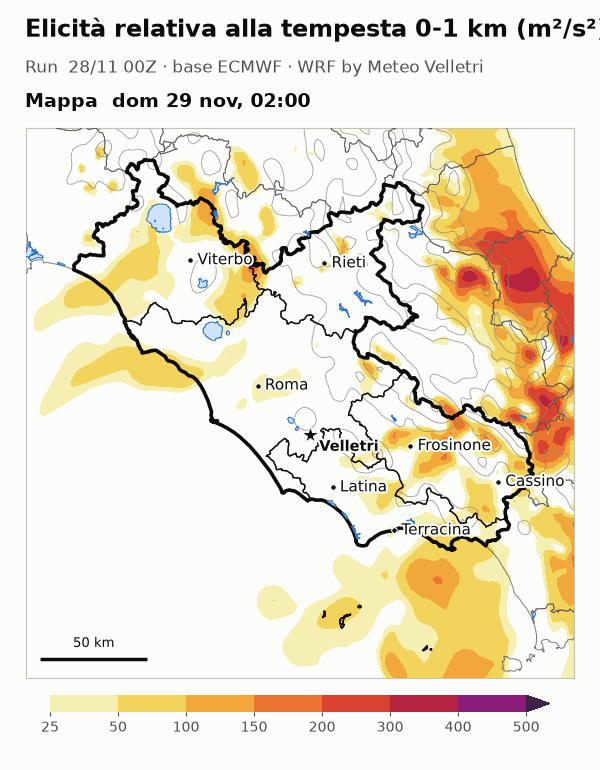 Elicità relativa alla tempesta 0-1 km (m²/s²)
Run 28/11 00Z · base ECMWF · WRF by Meteo Velletri
Mappa dom 29 nov, 02:00
Viterbo
Rieti
Roma
Velletri
Frosinone
Latina
Cassino
Terracina
50 km
25 50 100 150 200 300 400 500